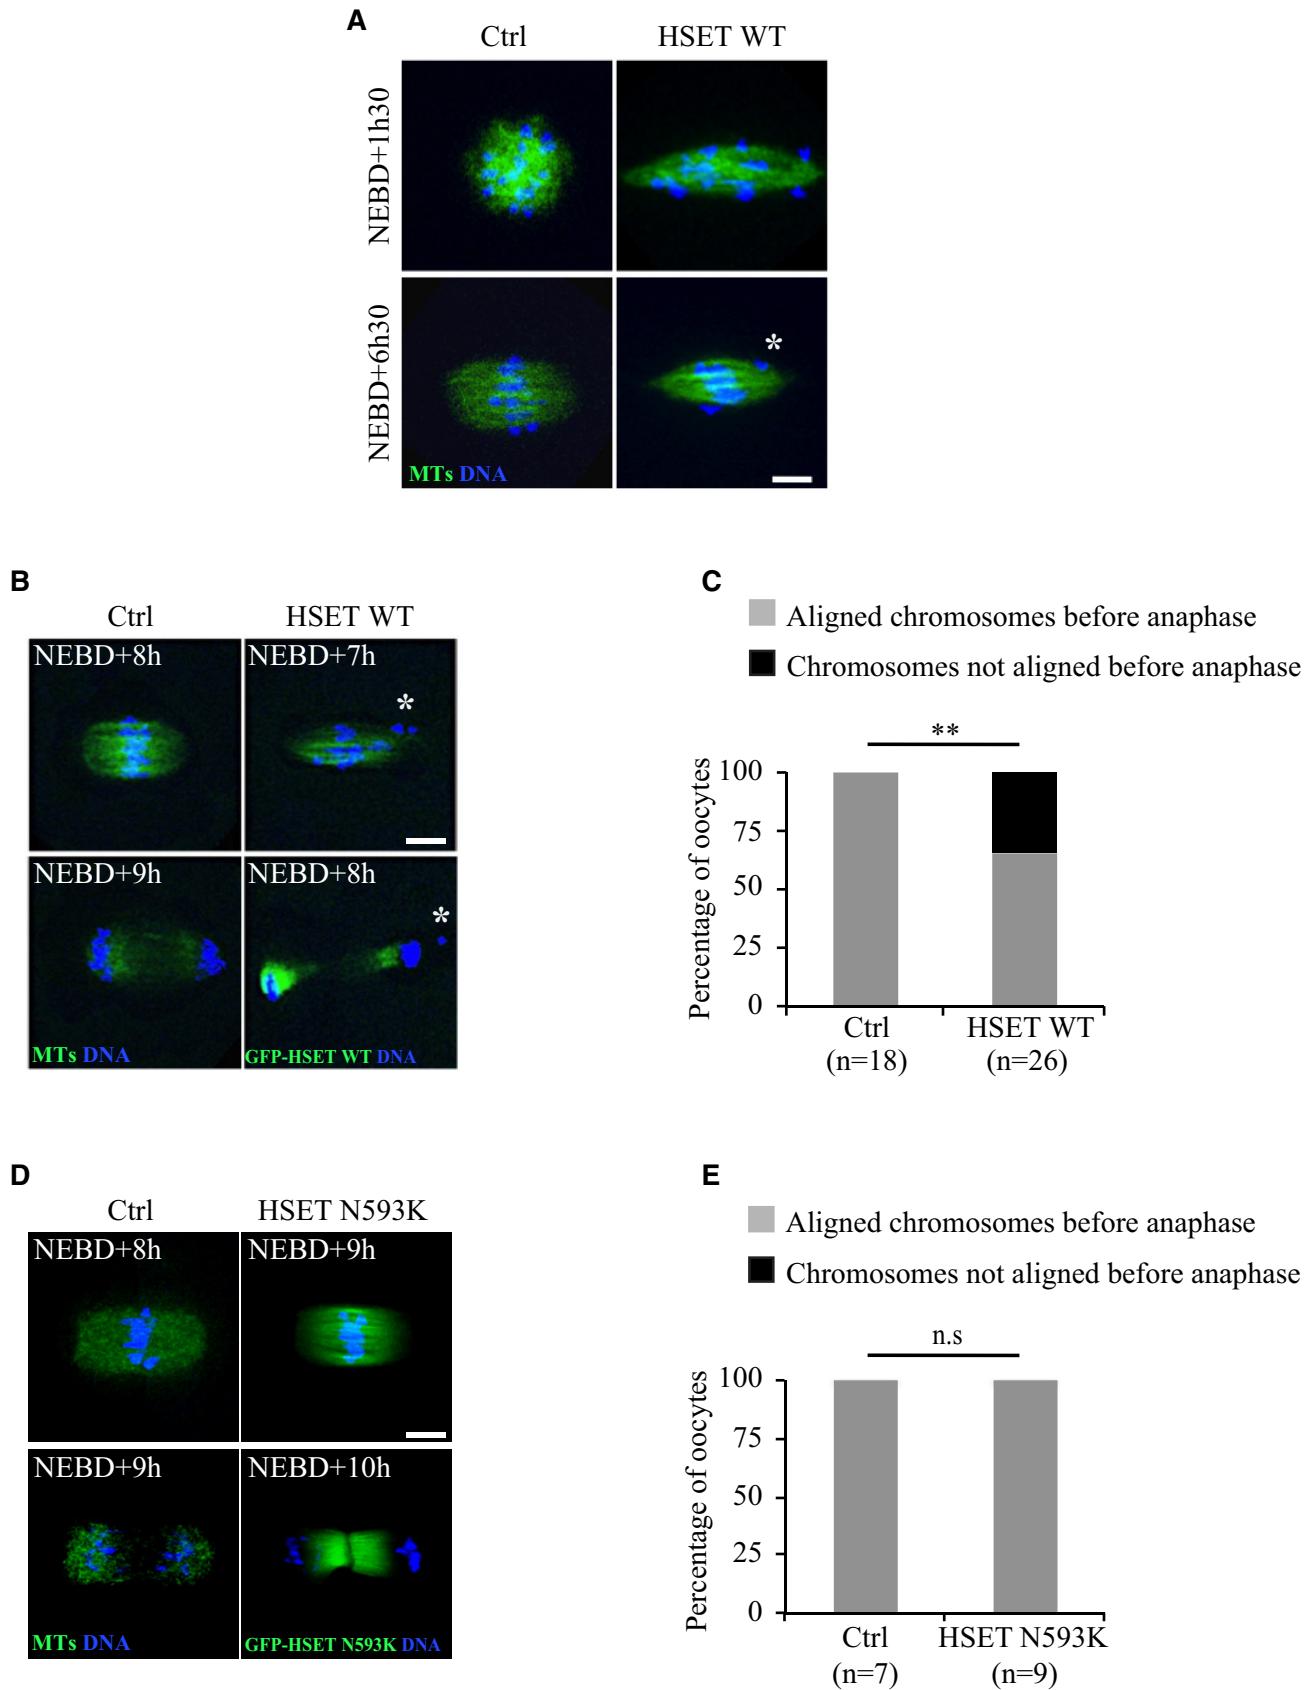 A
Ctrl
HSET WT
NEBD+1h30
NEBD+6h30
*
MTs DNA
B
Ctrl
HSET WT
NEBD+8h
NEBD+7h
*
NEBD+9h
NEBD+8h
*
MTs DNA
GFP-HSET WT DNA
C
Aligned chromosomes before anaphase
Chromosomes not aligned before anaphase
**
Percentage of oocytes
100
75
50
25
0
Ctrl
HSET WT
(n=18)
(n=26)
D
Ctrl
HSET N593K
NEBD+8h
NEBD+9h
NEBD+9h
NEBD+10h
MTs DNA
GFP-HSET N593K DNA
E
Aligned chromosomes before anaphase
Chromosomes not aligned before anaphase
n.s
Percentage of oocytes
100
75
50
25
0
Ctrl
HSET N593K
(n=7)
(n=9)